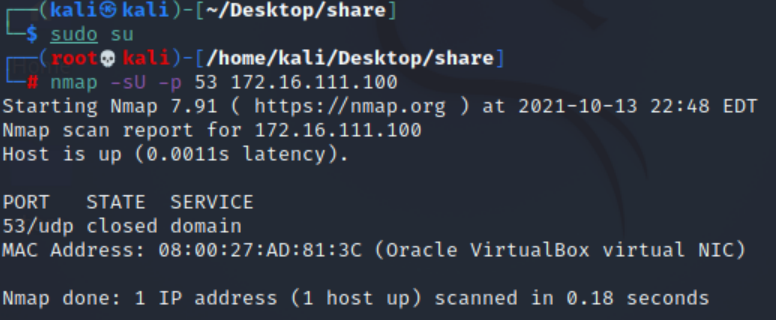 ┌──(kali㉿kali)-[~/Desktop/share]
└─$ sudo su
┌──(root💀kali)-[/home/kali/Desktop/share]
└─# nmap -sU -p 53 172.16.111.100
Starting Nmap 7.91 ( https://nmap.org ) at 2021-10-13 22:48 EDT
Nmap scan report for 172.16.111.100
Host is up (0.0011s latency).

PORT   STATE  SERVICE
53/udp closed domain
MAC Address: 08:00:27:AD:81:3C (Oracle VirtualBox virtual NIC)

Nmap done: 1 IP address (1 host up) scanned in 0.18 seconds